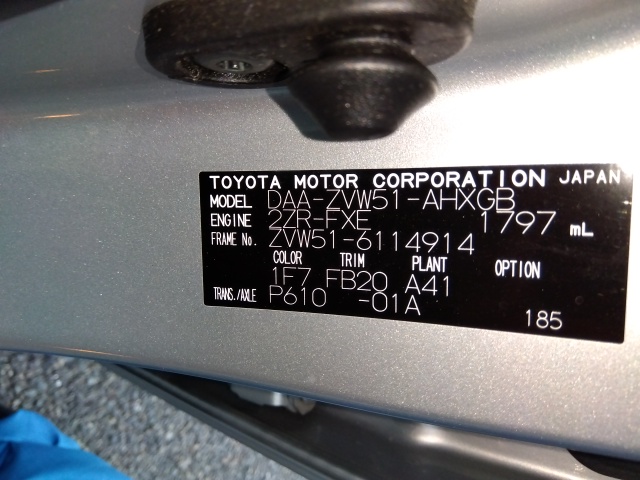 TOYOTA MOTOR CORPORATION JAPAN
MODEL DAA-ZVW51-AHXGB
ENGINE 2ZR-FXE 1797 mL
FRAME No. ZVW51-6114914
COLOR TRIM PLANT OPTION
1F7 FB20 A41
TRANS./AXLE P610 -01A
185